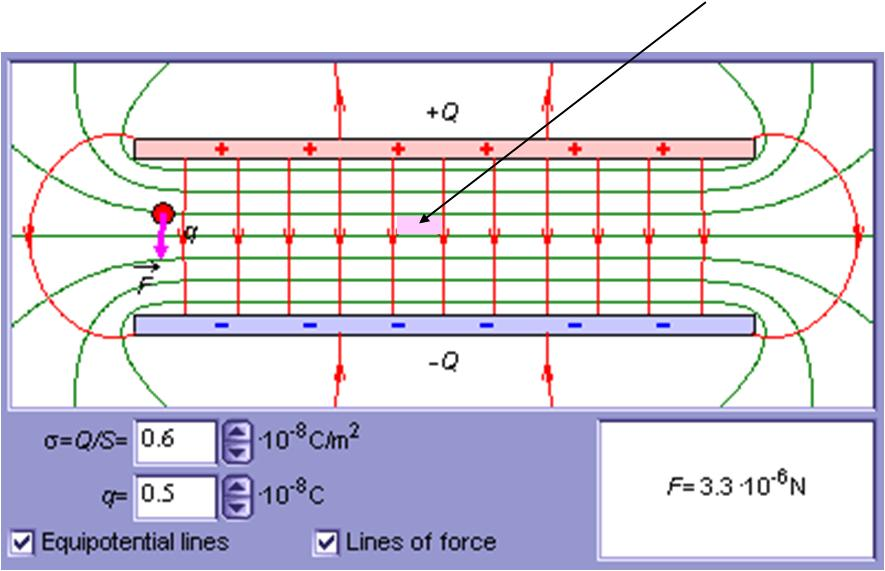 +Q
+ + + + + +
q
F
– – – – – –
–Q
σ=Q/S= 0.6 ·10⁻⁸C/m²
q= 0.5 ·10⁻⁸C
F=3.3·10⁻⁶N
Equipotential lines
Lines of force